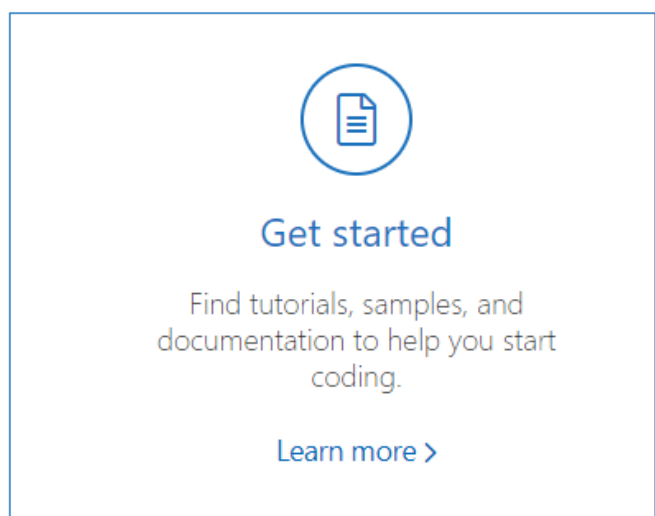 Get started
Find tutorials, samples, and
documentation to help you start
coding.
Learn more >